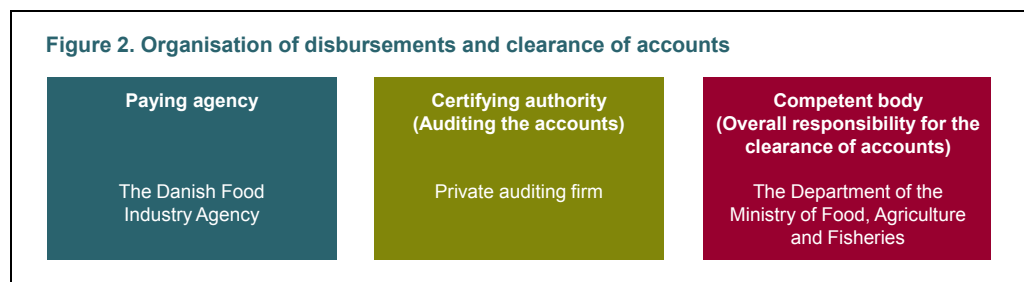 Figure 2. Organisation of disbursements and clearance of accounts
Paying agency
The Danish Food
Industry Agency
Certifying authority
(Auditing the accounts)
Private auditing firm
Competent body
(Overall responsibility for the
clearance of accounts)
The Department of the
Ministry of Food, Agriculture
and Fisheries